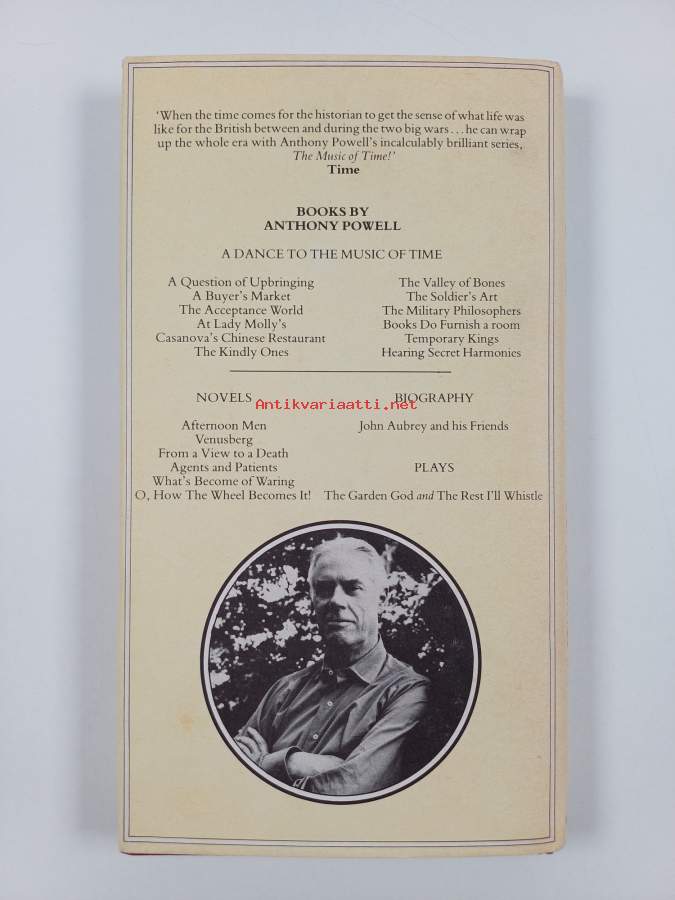 'When the time comes for the historian to get the sense of what life was
like for the British between and during the two big wars...he can wrap
up the whole era with Anthony Powell's incalculably brilliant series,
The Music of Time!'
Time
BOOKS BY
ANTHONY POWELL
A DANCE TO THE MUSIC OF TIME
A Question of Upbringing
A Buyer's Market
The Acceptance World
At Lady Molly's
Casanova's Chinese Restaurant
The Kindly Ones
The Valley of Bones
The Soldier's Art
The Military Philosophers
Books Do Furnish a room
Temporary Kings
Hearing Secret Harmonies
NOVELS
Afternoon Men
Venusberg
From a View to a Death
Agents and Patients
What's Become of Waring
O, How The Wheel Becomes It!
BIOGRAPHY
John Aubrey and his Friends
PLAYS
The Garden God and The Rest I'll Whistle
Antikvariaatti.net